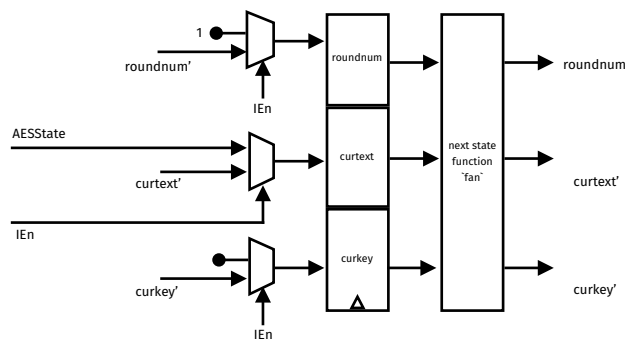 1
roundnum’
IEn
roundnum
roundnum
AESState
curtext’
curtext
next state
function
`fan`
curtext’
IEn
curkey
curkey’
curkey’
IEn